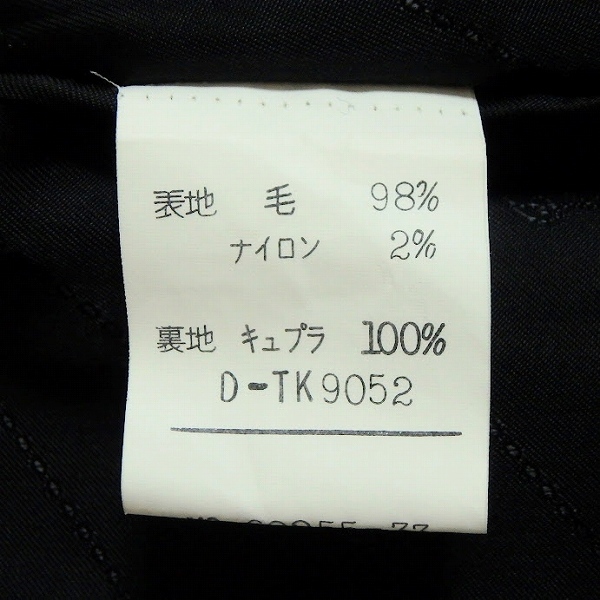 表地 毛 98%
ナイロン 2%
裏地 キュプラ 100%
D-TK9052